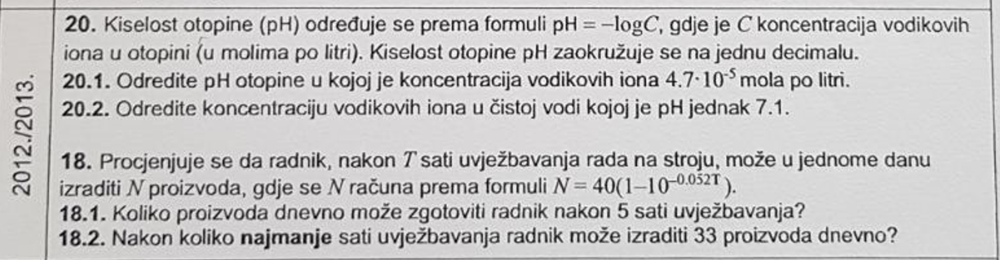 2012./2013.
20. Kiselost otopine (pH) određuje se prema formuli pH = –logC, gdje je C koncentracija vodikovih
iona u otopini (u molima po litri). Kiselost otopine pH zaokružuje se na jednu decimalu.
20.1. Odredite pH otopine u kojoj je koncentracija vodikovih iona 4.7·10⁻⁵ mola po litri.
20.2. Odredite koncentraciju vodikovih iona u čistoj vodi kojoj je pH jednak 7.1.
18. Procjenjuje se da radnik, nakon T sati uvježbavanja rada na stroju, može u jednome danu
izraditi N proizvoda, gdje se N računa prema formuli N = 40(1–10^–0.052T).
18.1. Koliko proizvoda dnevno može zgotoviti radnik nakon 5 sati uvježbavanja?
18.2. Nakon koliko najmanje sati uvježbavanja radnik može izraditi 33 proizvoda dnevno?